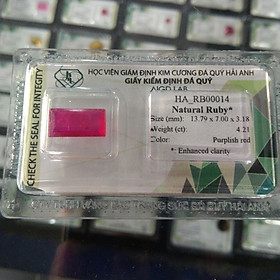 HỌC VIỆN GIÁM ĐỊNH KIM CƯƠNG ĐÁ QUÝ HẢI ANH
GIẤY KIỂM ĐỊNH ĐÁ QUÝ
AIGD LAB
CHECK THE SEAL FOR INTEGRITY
HA_RB00014
Natural Ruby*
Size (mm): 13.79 x 7.00 x 3.18
Weight (ct): 4.21
Color: Purplish red
*: Enhanced clarity